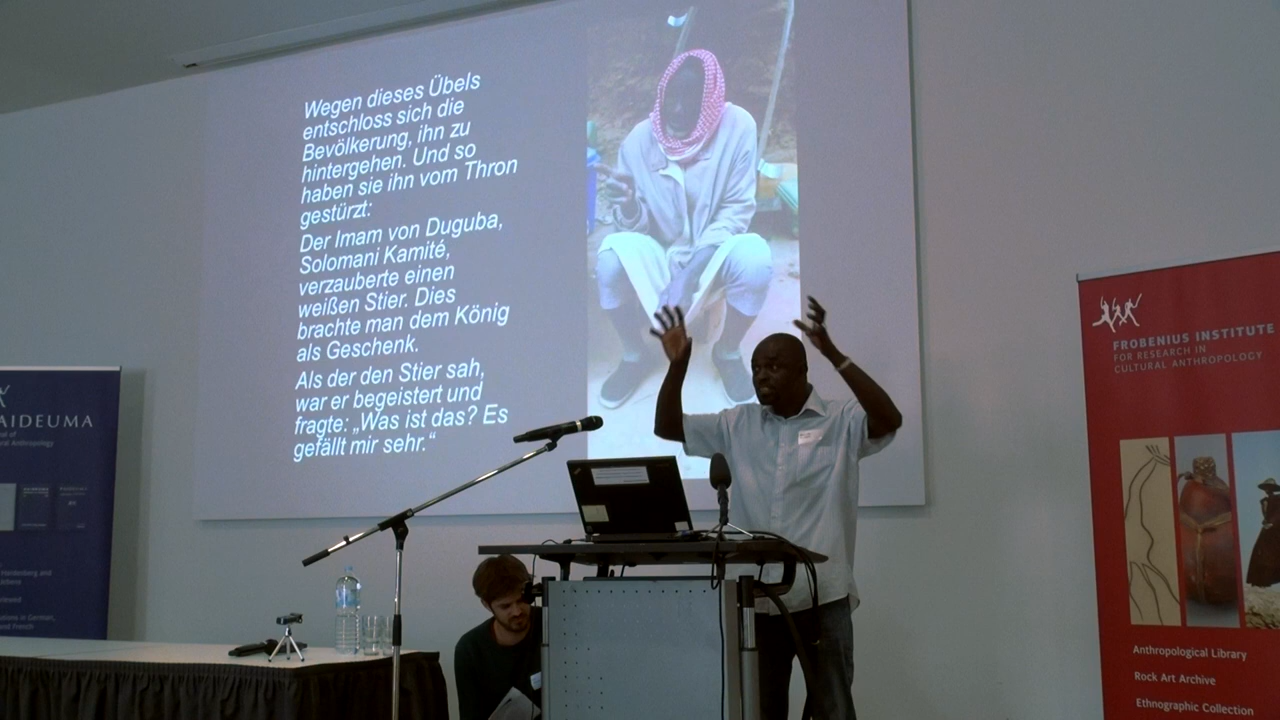 Wegen dieses Übels
entschloss sich die
Bevölkerung, ihn zu
hintergehen. Und so
haben sie ihn vom Thron
gestürzt:
Der Imam von Duguba,
Solomani Kamité,
verzauberte einen
weißen Stier. Dies
brachte man dem König
als Geschenk.
Als der den Stier sah,
war er begeistert und
fragte: „Was ist das? Es
gefällt mir sehr.“
AIDEUMA
FROBENIUS INSTITUTE
FOR RESEARCH IN
CULTURAL ANTHROPOLOGY
Anthropological Library
Rock Art Archive
Ethnographic Collection